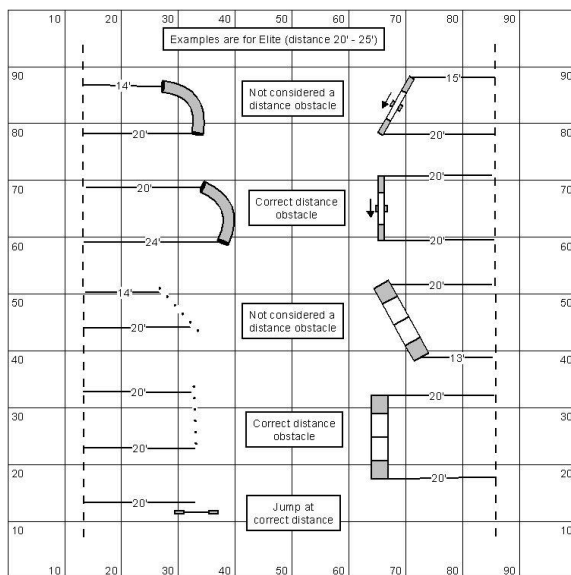 10 20 30 40 50 60 70 80 90
Examples are for Elite (distance 20' - 25')
90 90
14' Not considered a 15'
distance obstacle
80 80
20' 20'
70 70
20' Correct distance 20'
obstacle
60 60
24' 20'
50 50
14' Not considered a 20'
a distance obstacle
20'
40 40
13'
20' Correct distance 20'
30 30
obstacle
20'
20 20
20'
20' Jump at
correct distance
10 10
10 20 30 40 50 60 70 80 90